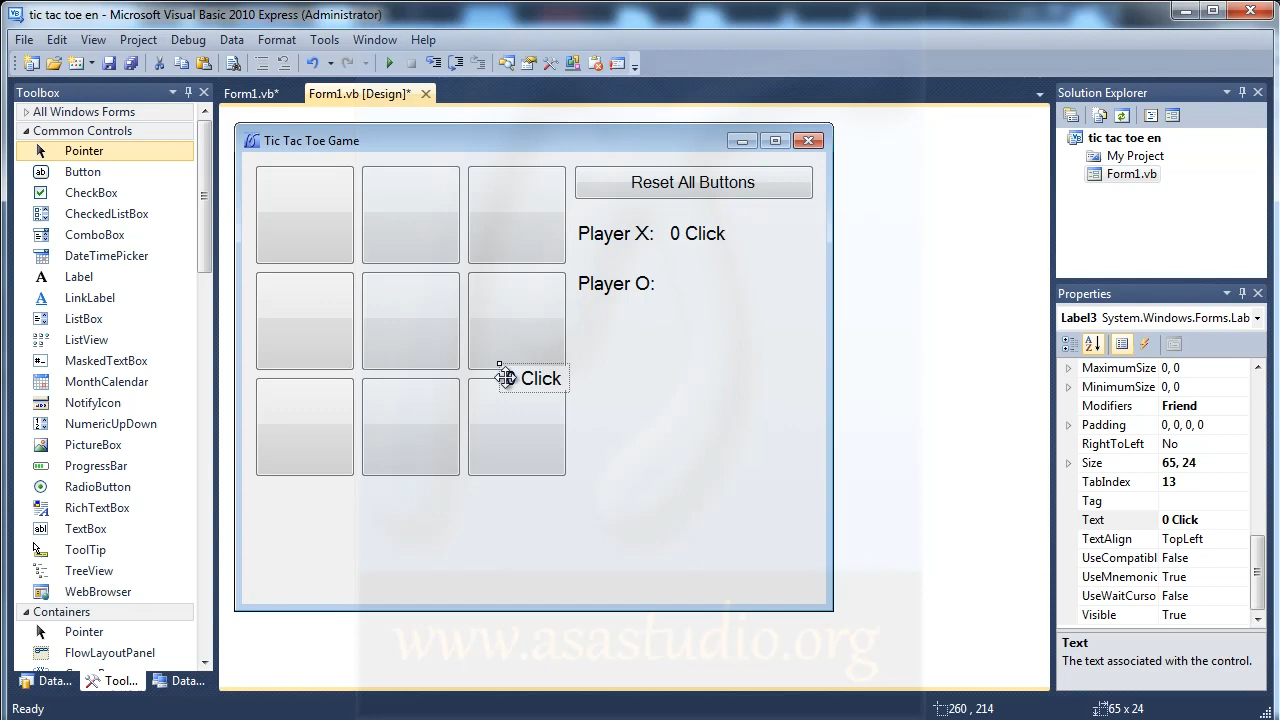 tic tac toe en - Microsoft Visual Basic 2010 Express (Administrator)
File Edit View Project Debug Data Format Tools Window Help
Toolbox
Form1.vb*
Form1.vb [Design]*
Solution Explorer
All Windows Forms
Common Controls
Pointer
Button
CheckBox
CheckedListBox
ComboBox
DateTimePicker
Label
LinkLabel
ListBox
ListView
MaskedTextBox
MonthCalendar
NotifyIcon
NumericUpDown
PictureBox
ProgressBar
RadioButton
RichTextBox
TextBox
ToolTip
TreeView
WebBrowser
Containers
Pointer
FlowLayoutPanel
Data...
Tool...
Data...
Tic Tac Toe Game
Reset All Buttons
Player X: 0 Click
Player O:
Click
www.asastudio.org
tic tac toe en
My Project
Form1.vb
Properties
Label3 System.Windows.Forms.Lab
MaximumSize 0, 0
MinimumSize 0, 0
Modifiers Friend
Padding 0, 0, 0, 0
RightToLeft No
Size 65, 24
TabIndex 13
Tag
Text 0 Click
TextAlign TopLeft
UseCompatibl False
UseMnemonic True
UseWaitCurso False
Visible True
Text
The text associated with the control.
Ready
260 , 214
65 x 24